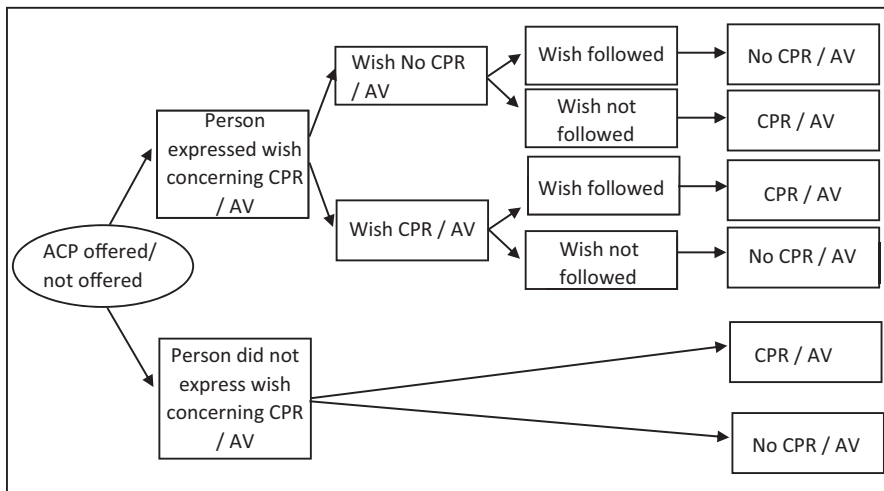 Wish No CPR
/ AV
Wish followed
No CPR / AV
Wish not
followed
CPR / AV
Person
expressed wish
concerning CPR
/ AV
Wish CPR / AV
Wish followed
CPR / AV
Wish not
followed
No CPR / AV
ACP offered/
not offered
Person did not
express wish
concerning CPR
/ AV
CPR / AV
No CPR / AV